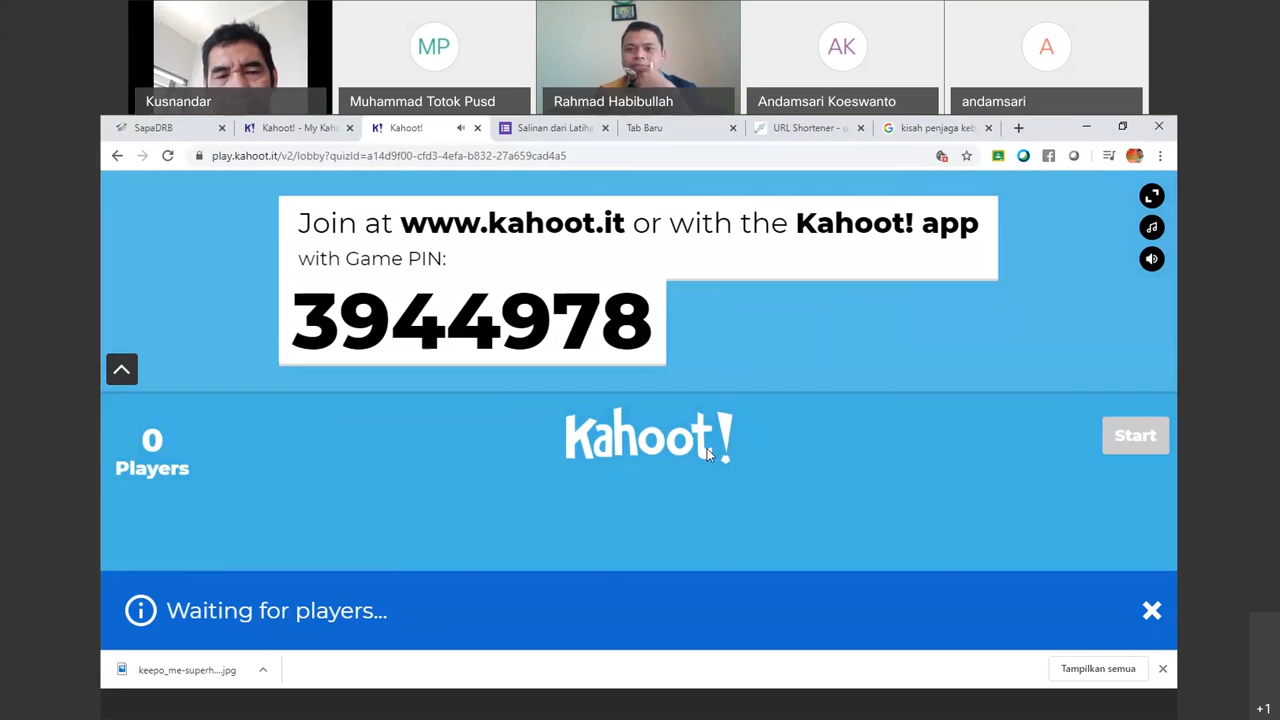 MP
AK
A
Kusnandar
Muhammad Totok Pusd
Rahmad Habibullah
Andamsari Koeswanto
andamsari
SapaDRB
K! Kahoot! - My Kaho
K! Kahoot!
Salinan dari Latiha
Tab Baru
URL Shortener - u
kisah penjaga keb
play.kahoot.it/v2/lobby?quizId=a14d9f00-cfd3-4efa-b832-27a659cad4a5
Join at www.kahoot.it or with the Kahoot! app
with Game PIN:
3944978
0
Players
Kahoot!
Start
Waiting for players...
keepo_me-superh....jpg
Tampilkan semua
+1